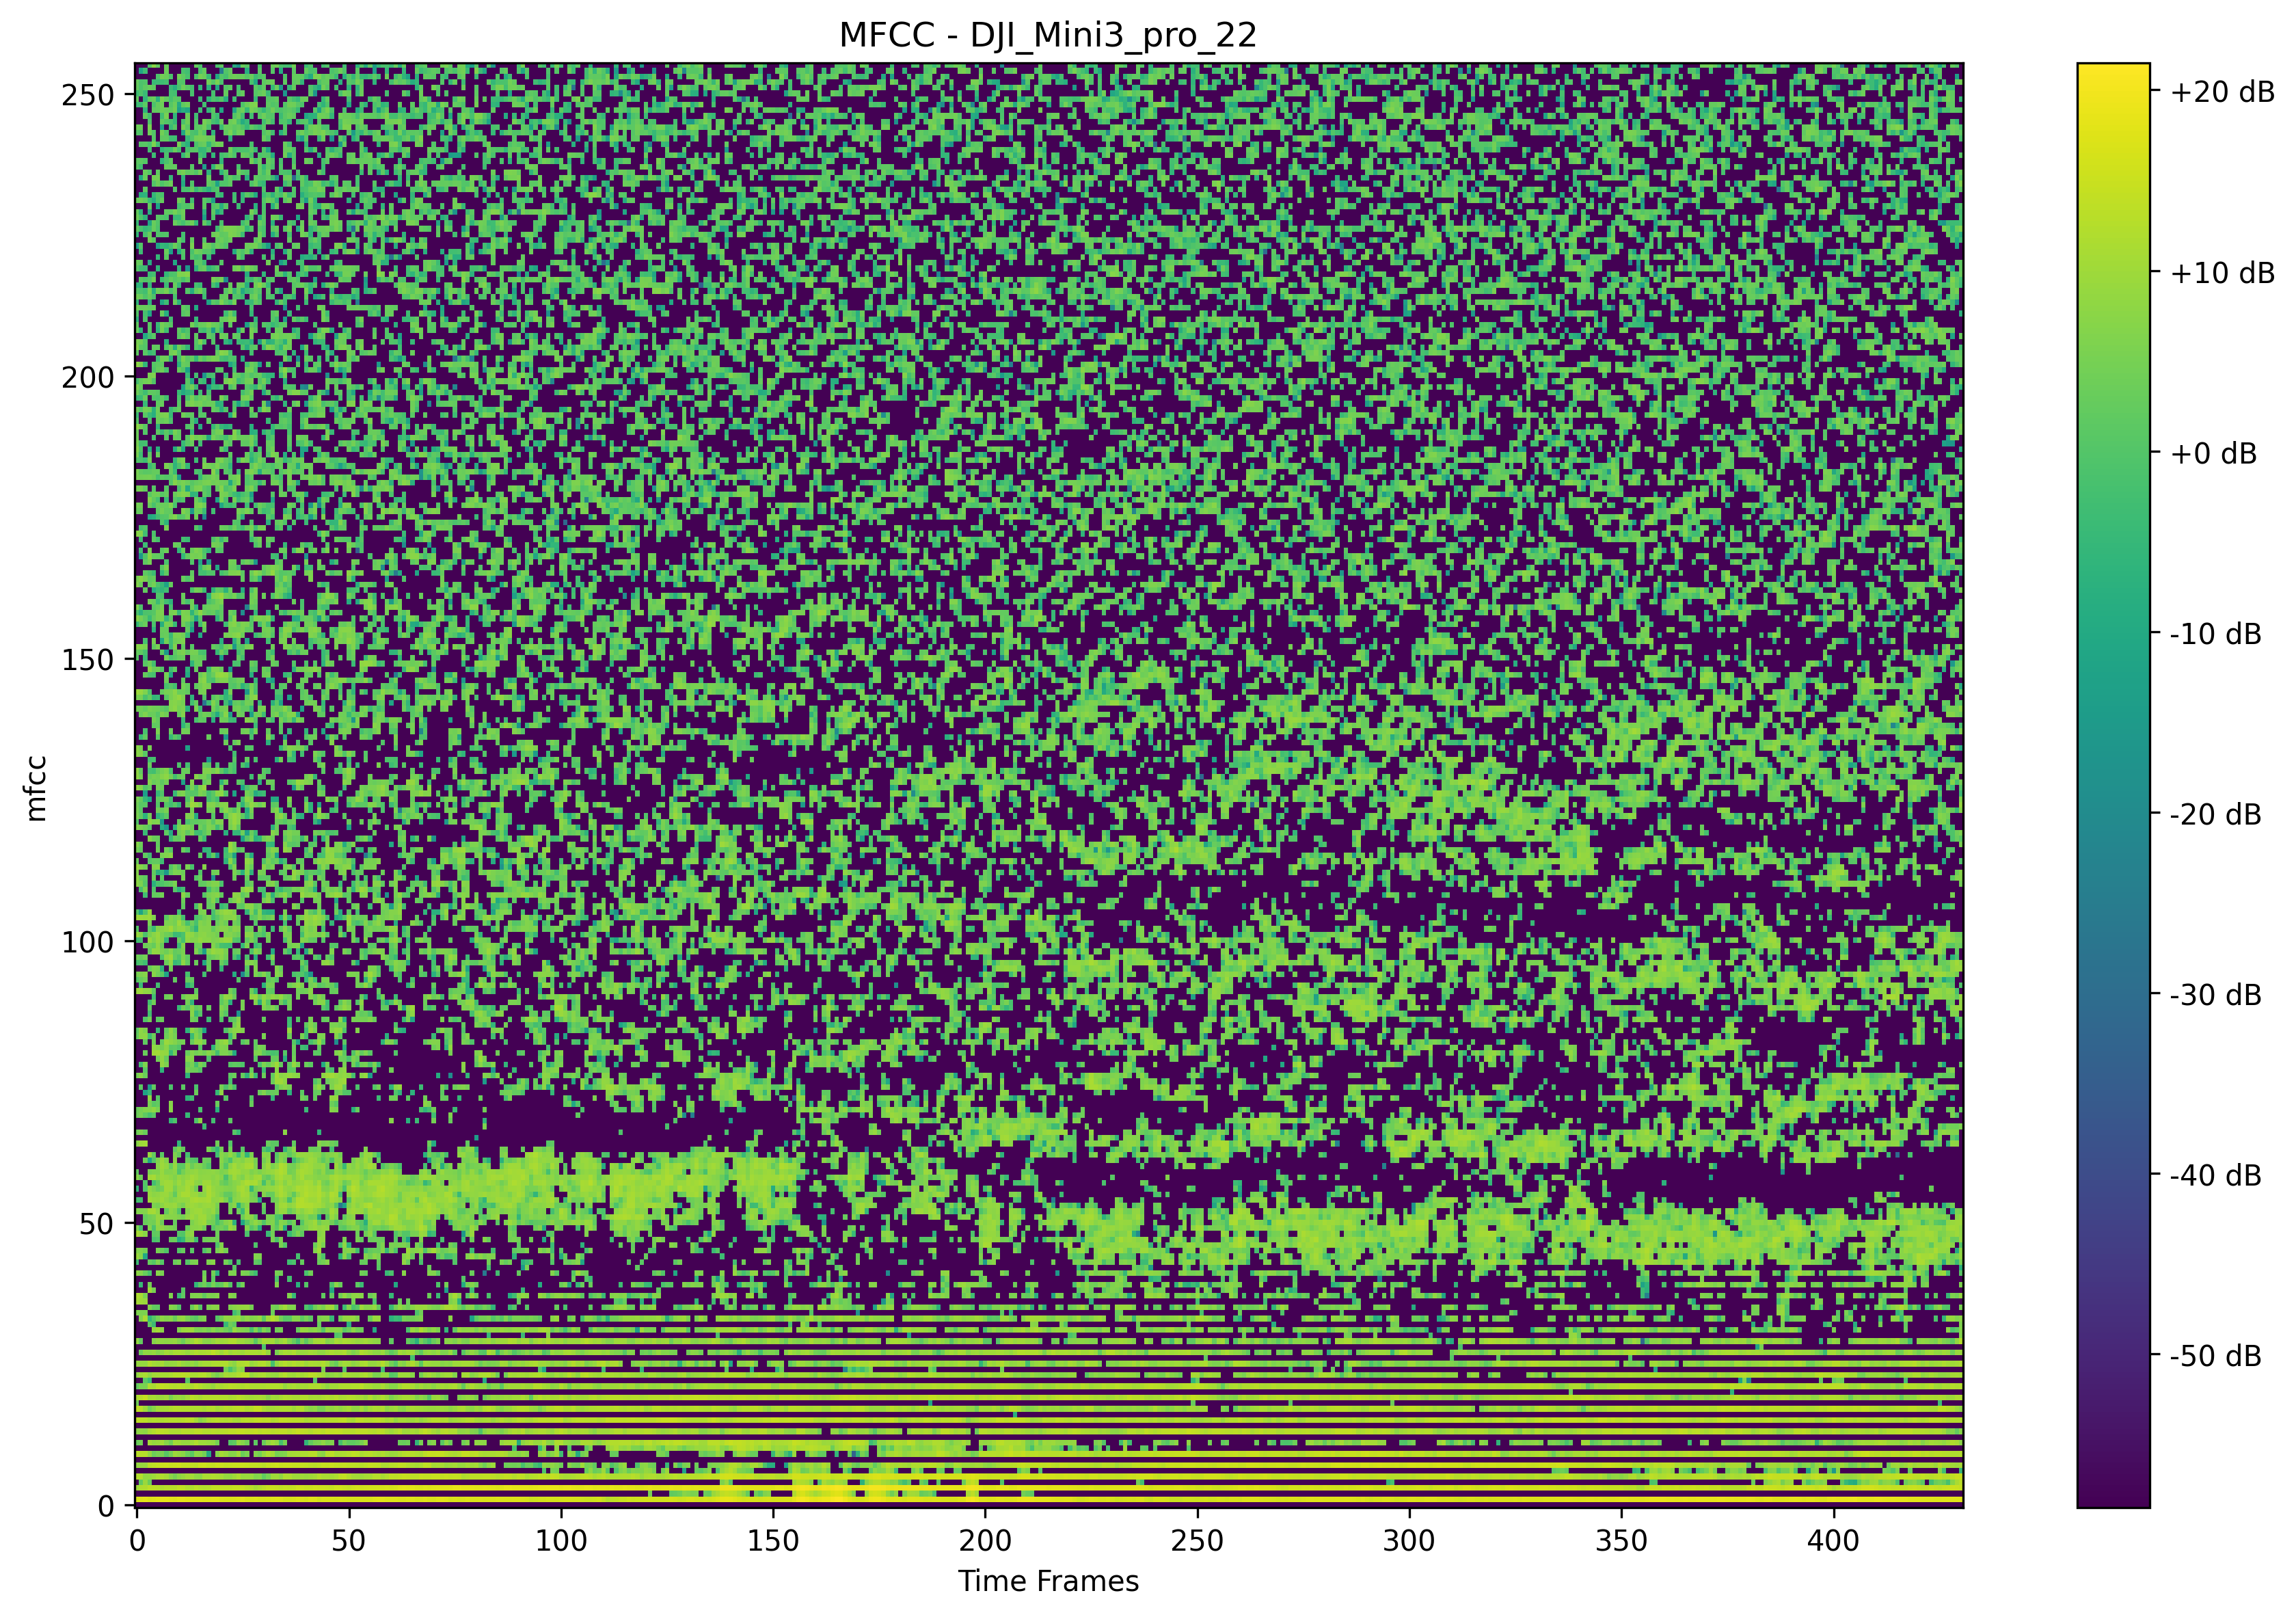 MFCC - DJI_Mini3_pro_22
250
200
150
100
50
0
mfcc
0 50 100 150 200 250 300 350 400
Time Frames
+20 dB
+10 dB
+0 dB
-10 dB
-20 dB
-30 dB
-40 dB
-50 dB